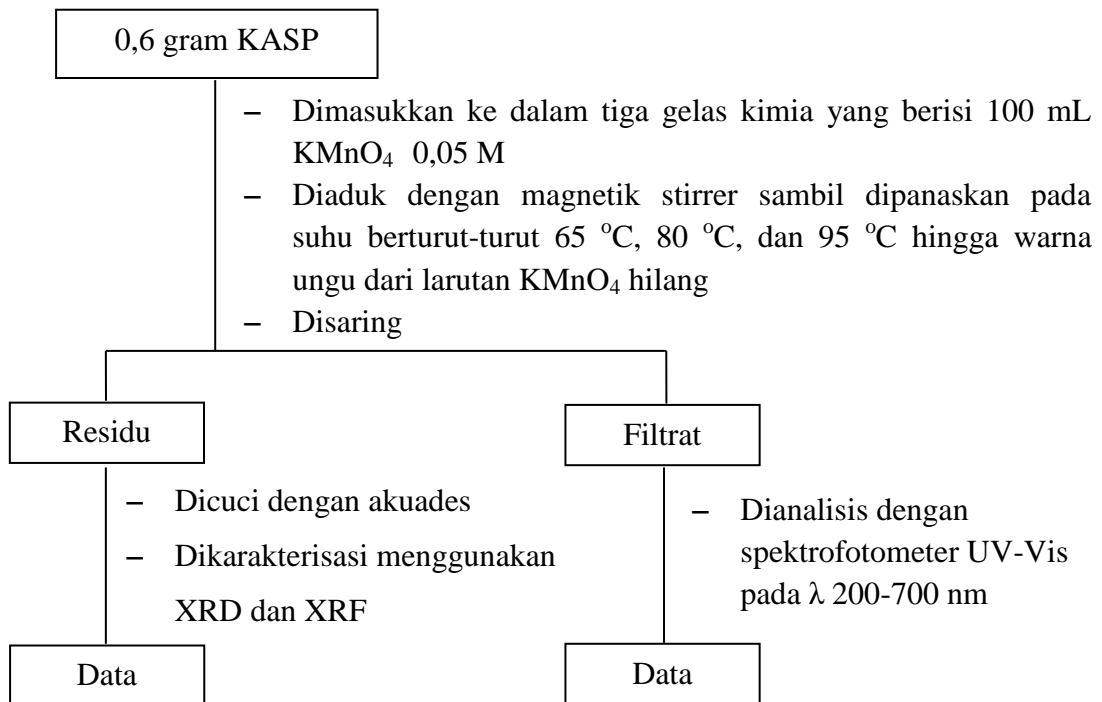 0,6 gram KASP
– Dimasukkan ke dalam tiga gelas kimia yang berisi 100 mL
KMnO₄ 0,05 M
– Diaduk dengan magnetik stirrer sambil dipanaskan pada
suhu berturut-turut 65 °C, 80 °C, dan 95 °C hingga warna
ungu dari larutan KMnO₄ hilang
– Disaring
Residu
Filtrat
– Dicuci dengan akuades
– Dikarakterisasi menggunakan
XRD dan XRF
– Dianalisis dengan
spektrofotometer UV-Vis
pada λ 200-700 nm
Data
Data